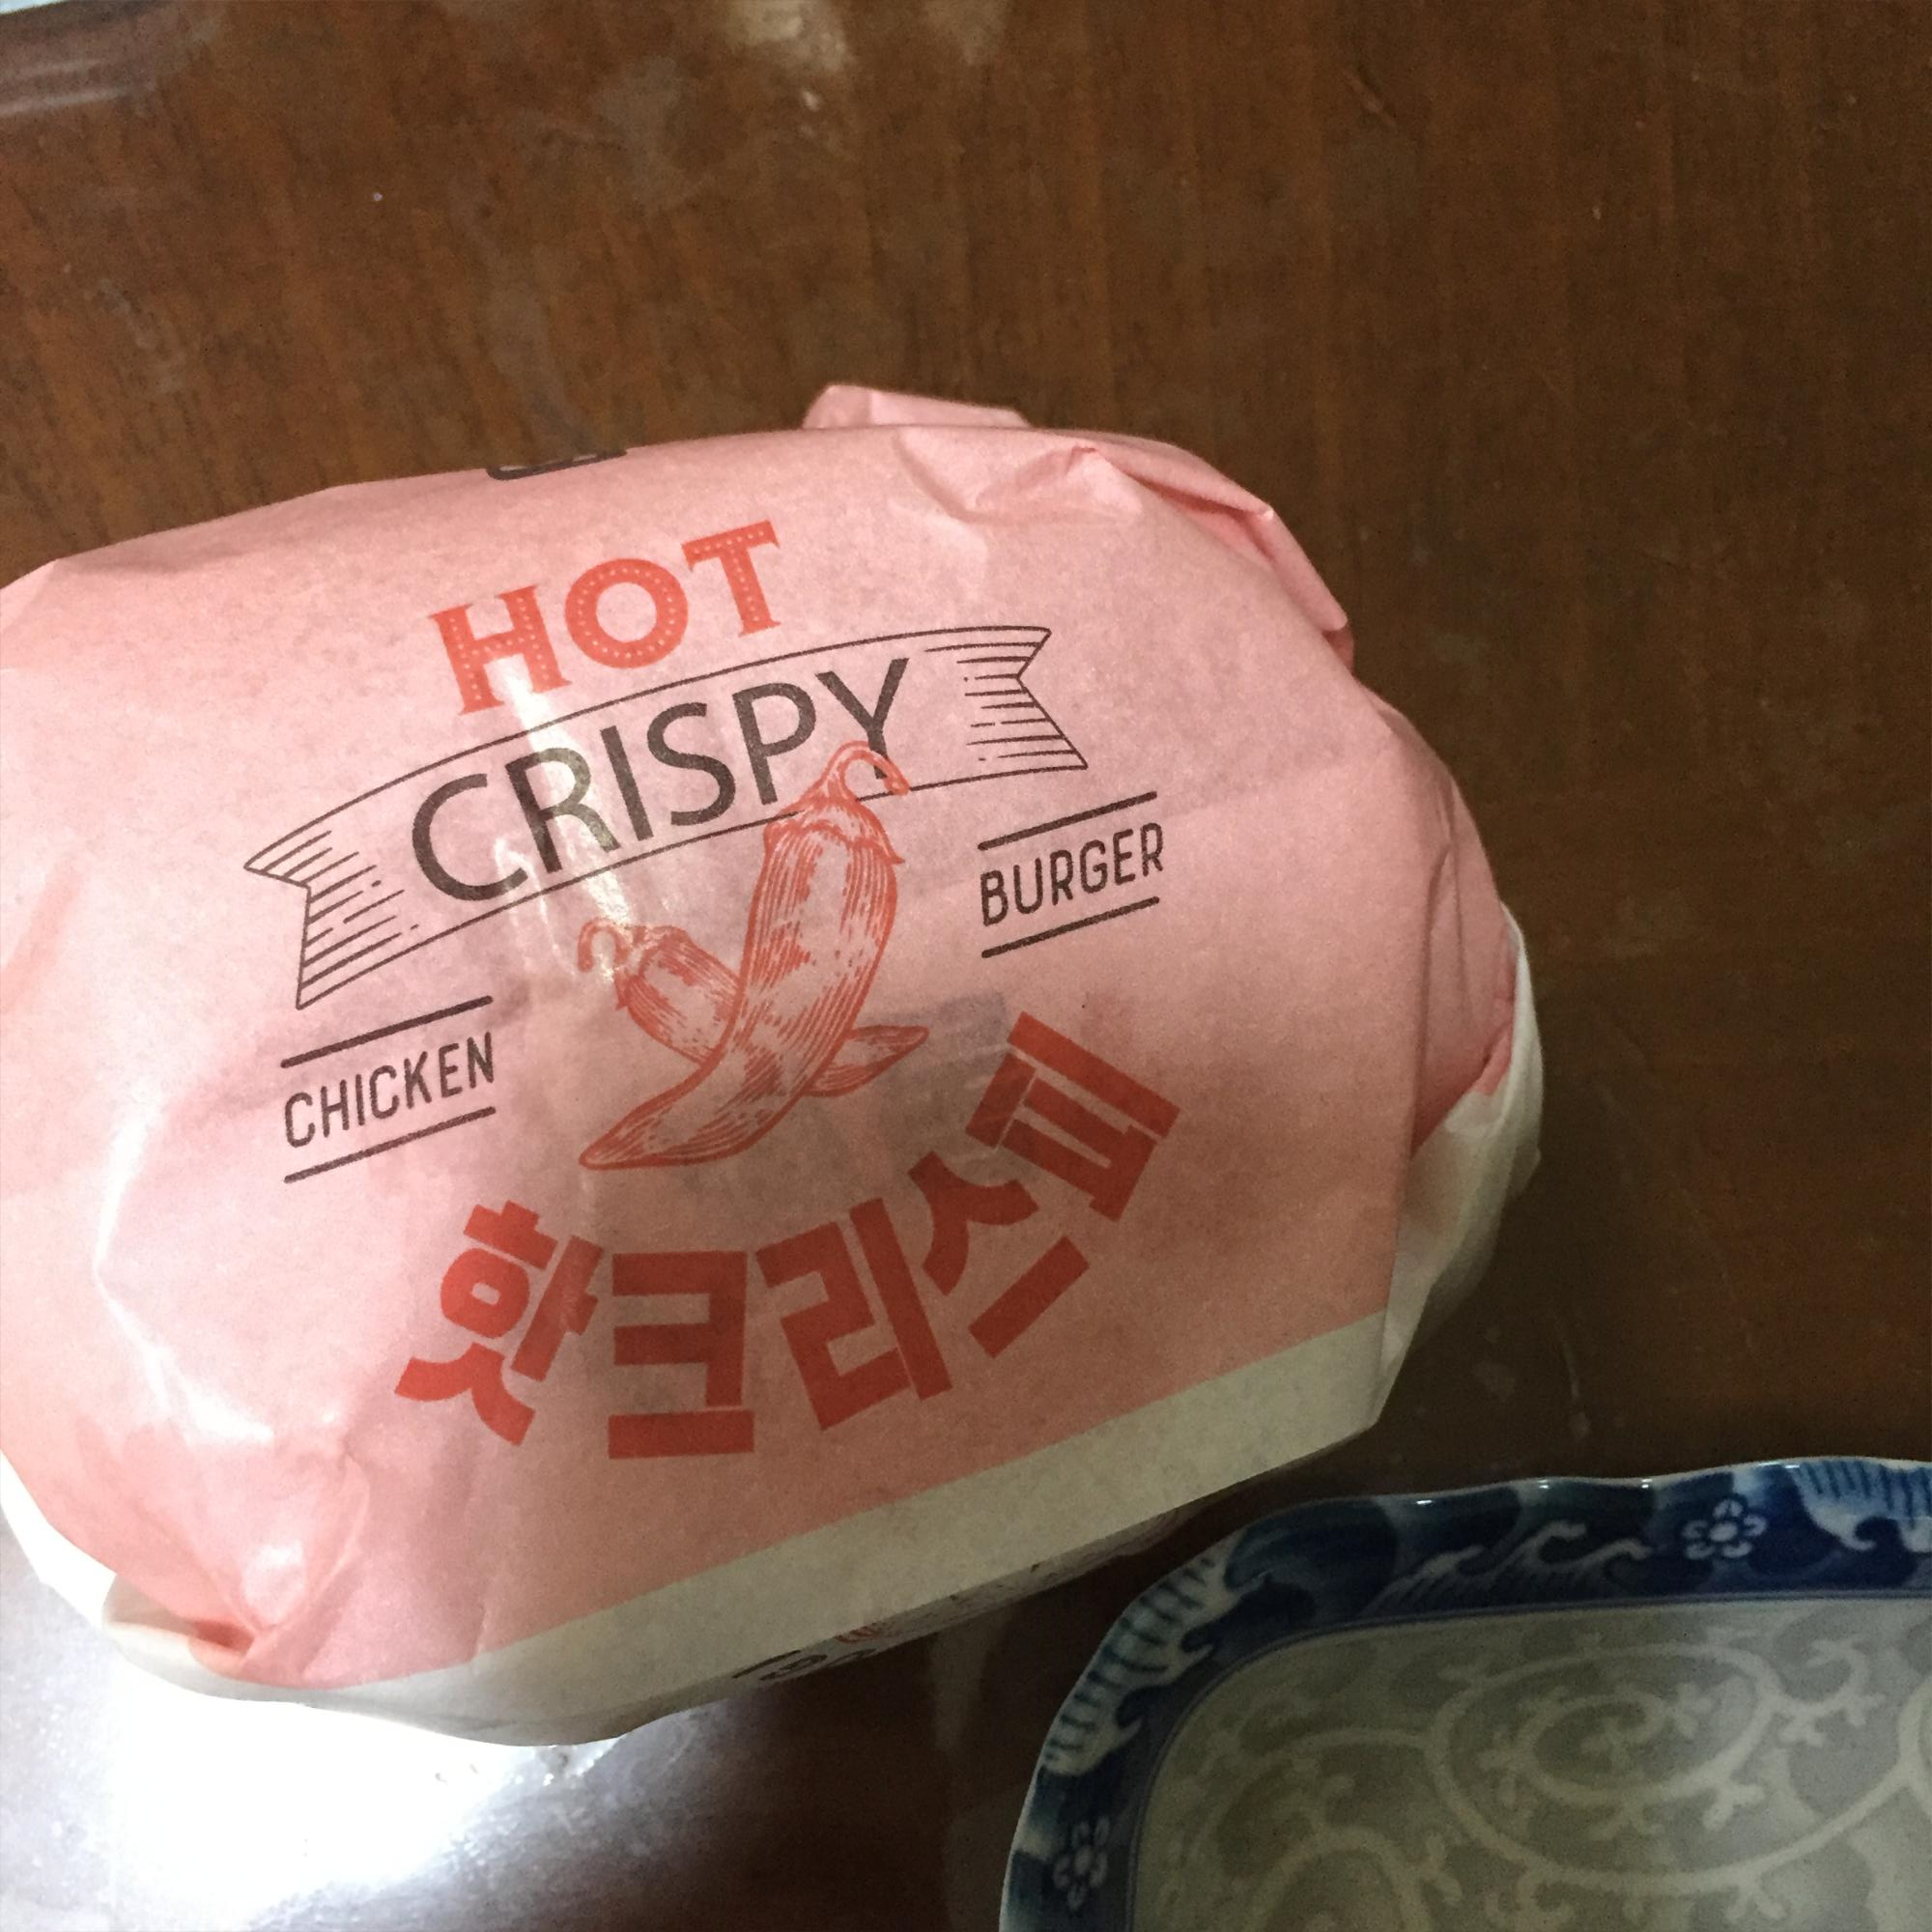 HOT
CRISPY
CHICKEN
BURGER
핫크리스피